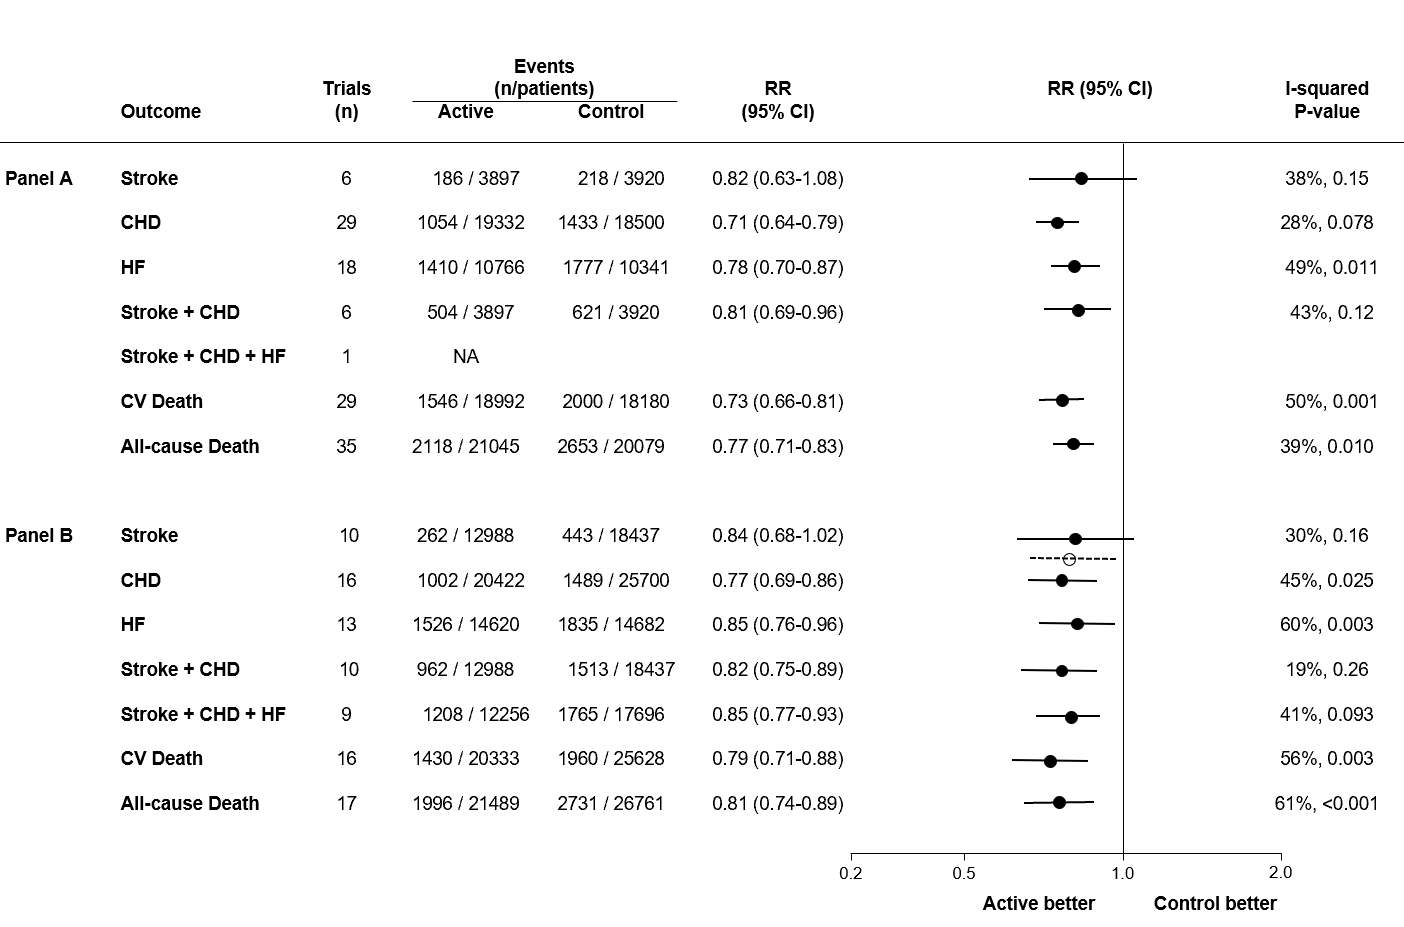 Events
Trials (n/patients) RR RR (95% CI) I-squared
Outcome (n) Active Control (95% CI) P-value
Panel A Stroke 6 186 / 3897 218 / 3920 0.82 (0.63-1.08) 38%, 0.15
CHD 29 1054 / 19332 1433 / 18500 0.71 (0.64-0.79) 28%, 0.078
HF 18 1410 / 10766 1777 / 10341 0.78 (0.70-0.87) 49%, 0.011
Stroke + CHD 6 504 / 3897 621 / 3920 0.81 (0.69-0.96) 43%, 0.12
Stroke + CHD + HF 1 NA
CV Death 29 1546 / 18992 2000 / 18180 0.73 (0.66-0.81) 50%, 0.001
All-cause Death 35 2118 / 21045 2653 / 20079 0.77 (0.71-0.83) 39%, 0.010
Panel B Stroke 10 262 / 12988 443 / 18437 0.84 (0.68-1.02) 30%, 0.16
CHD 16 1002 / 20422 1489 / 25700 0.77 (0.69-0.86) 45%, 0.025
HF 13 1526 / 14620 1835 / 14682 0.85 (0.76-0.96) 60%, 0.003
Stroke + CHD 10 962 / 12988 1513 / 18437 0.82 (0.75-0.89) 19%, 0.26
Stroke + CHD + HF 9 1208 / 12256 1765 / 17696 0.85 (0.77-0.93) 41%, 0.093
CV Death 16 1430 / 20333 1960 / 25628 0.79 (0.71-0.88) 56%, 0.003
All-cause Death 17 1996 / 21489 2731 / 26761 0.81 (0.74-0.89) 61%, <0.001
0.2 0.5 1.0 2.0
Active better Control better